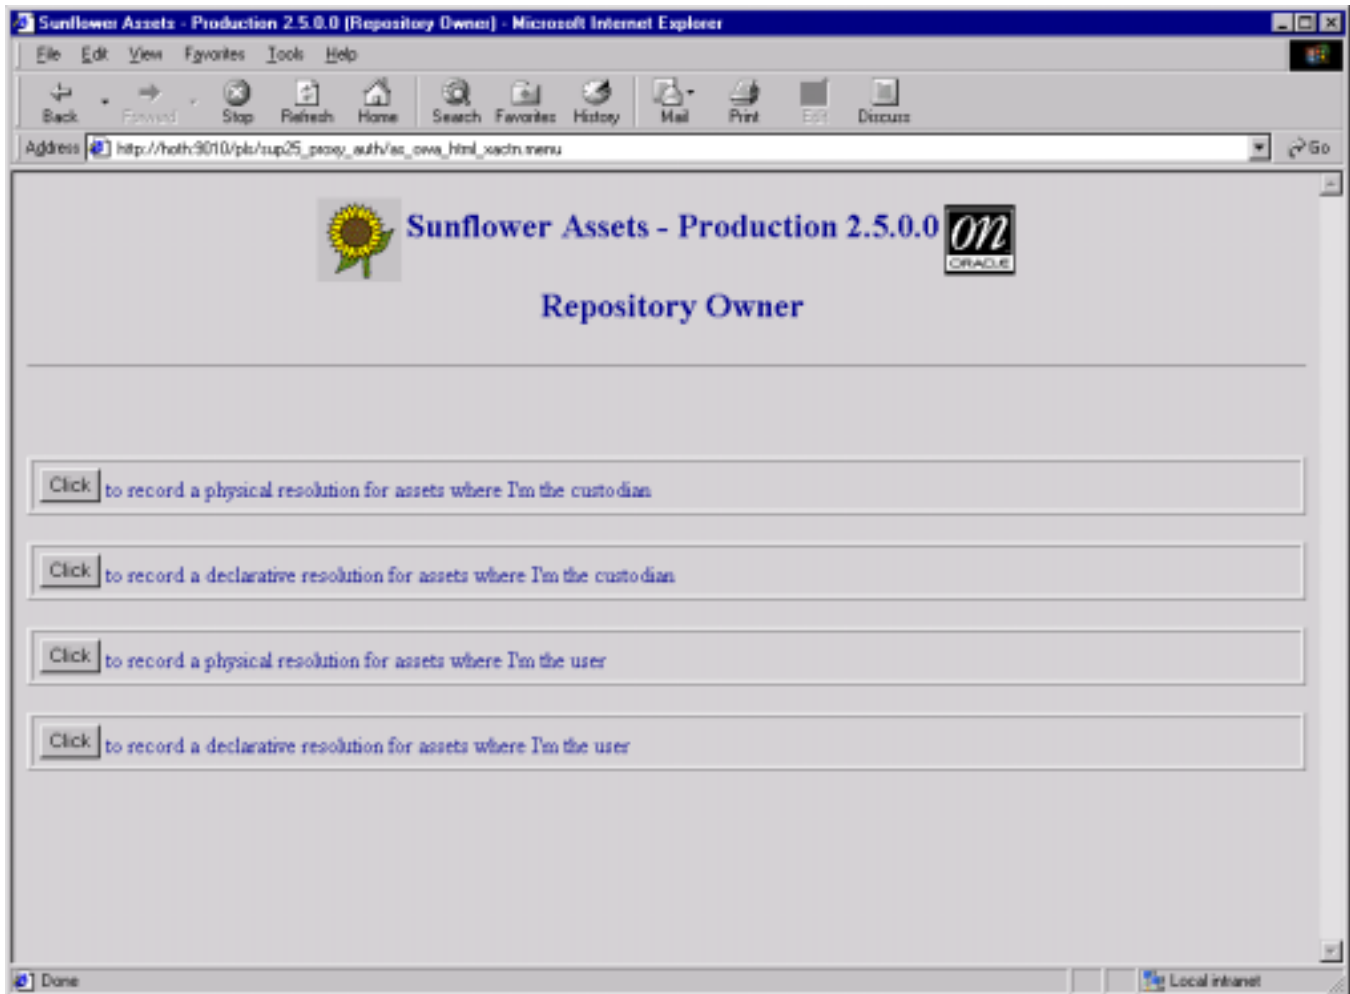 Sunflower Assets - Production 2.5.0.0 (Repository Owner) - Microsoft Internet Explorer
File Edit View Favorites Tools Help
Back Forward Stop Refresh Home Search Favorites History Mail Print Edit Discuss
Address http://hoth:9010/pls/sup25_proxy_auth/as_owa_html_xactn.menu Go
Sunflower Assets - Production 2.5.0.0 on ORACLE
Repository Owner
Click to record a physical resolution for assets where I'm the custodian
Click to record a declarative resolution for assets where I'm the custodian
Click to record a physical resolution for assets where I'm the user
Click to record a declarative resolution for assets where I'm the user
Done Local intranet